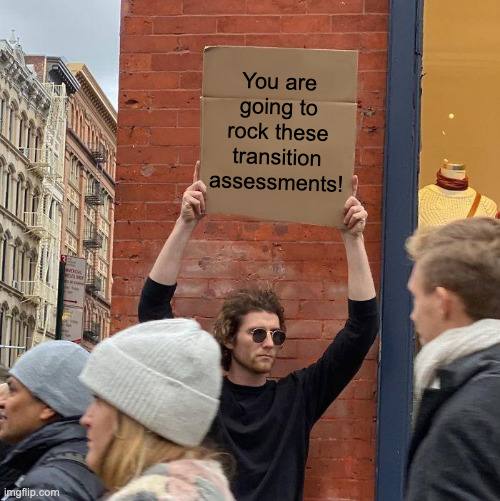 You are
going to
rock these
transition
assessments!
imgflip.com